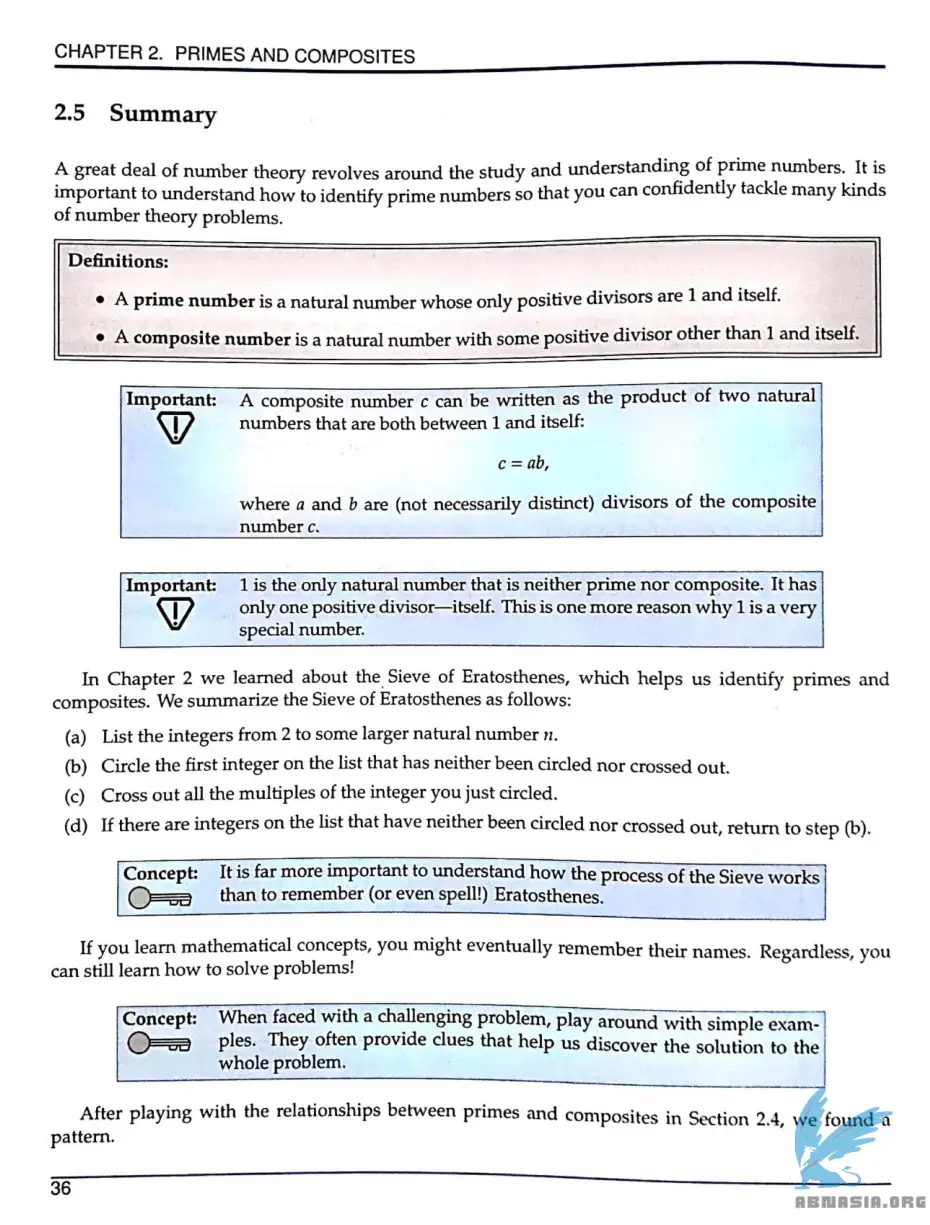 CHAPTER 2. PRIMES AND COMPOSITES
2.5 Summary
A great deal of number theory revolves around the study and understanding of prime numbers. It is
important to understand how to identify prime numbers so that you can confidently tackle many kinds
of number theory problems.
Definitions:
• A prime number is a natural number whose only positive divisors are 1 and itself.
• A composite number is a natural number with some positive divisor other than 1 and itself.
Important: A composite number c can be written as the product of two natural
numbers that are both between 1 and itself:
c = ab,
where a and b are (not necessarily distinct) divisors of the composite
number c.
Important: 1 is the only natural number that is neither prime nor composite. It has
only one positive divisor—itself. This is one more reason why 1 is a very
special number.
In Chapter 2 we learned about the Sieve of Eratosthenes, which helps us identify primes and
composites. We summarize the Sieve of Eratosthenes as follows:
(a) List the integers from 2 to some larger natural number n.
(b) Circle the first integer on the list that has neither been circled nor crossed out.
(c) Cross out all the multiples of the integer you just circled.
(d) If there are integers on the list that have neither been circled nor crossed out, return to step (b).
Concept: It is far more important to understand how the process of the Sieve works
than to remember (or even spell!) Eratosthenes.
If you learn mathematical concepts, you might eventually remember their names. Regardless, you
can still learn how to solve problems!
Concept: When faced with a challenging problem, play around with simple exam-
ples. They often provide clues that help us discover the solution to the
whole problem.
After playing with the relationships between primes and composites in Section 2.4, we found a
pattern.
36
ABNASIA.ORG